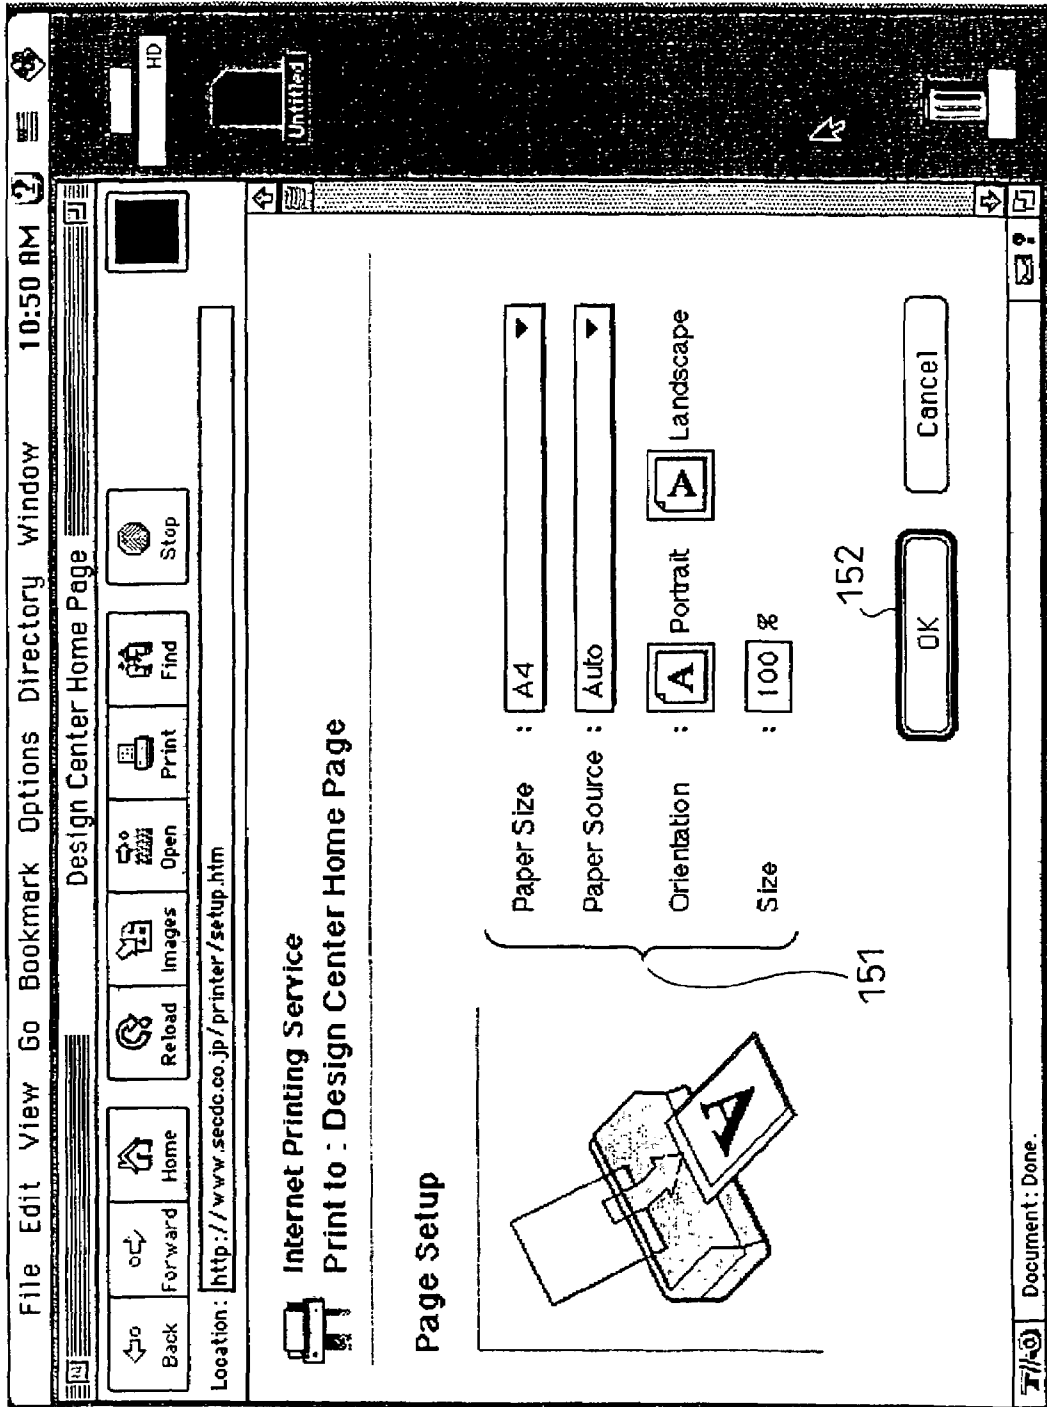 File Edit View Go Bookmark Options Directory Window 10:50 AM
Design Center Home Page
Back Forward Home Reload Images Open Print Find Stop
Location: http://www.secdc.co.jp/printer/setup.htm
HD
Untitled
Internet Printing Service
Print to : Design Center Home Page
Page Setup
Paper Size : A4
Paper Source : Auto
Orientation : A Portrait A Landscape
Size : 100 %
A
151
152
OK Cancel
Document: Done.
?